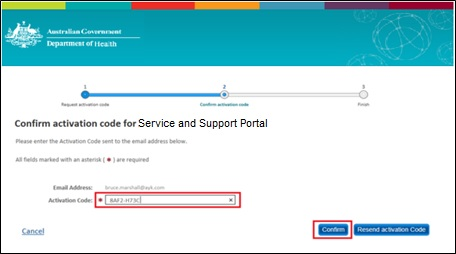 Australian Government
Department of Health
1
2
3
Request activation code
Confirm activation code
Finish
Confirm activation code for Service and Support Portal
Please enter the Activation Code sent to the email address below.
All fields marked with an asterisk ( * ) are required
Email Address: bruce.marshall@ayk.com
Activation Code: * 8AF2-H73C x
Cancel
Confirm
Resend activation Code